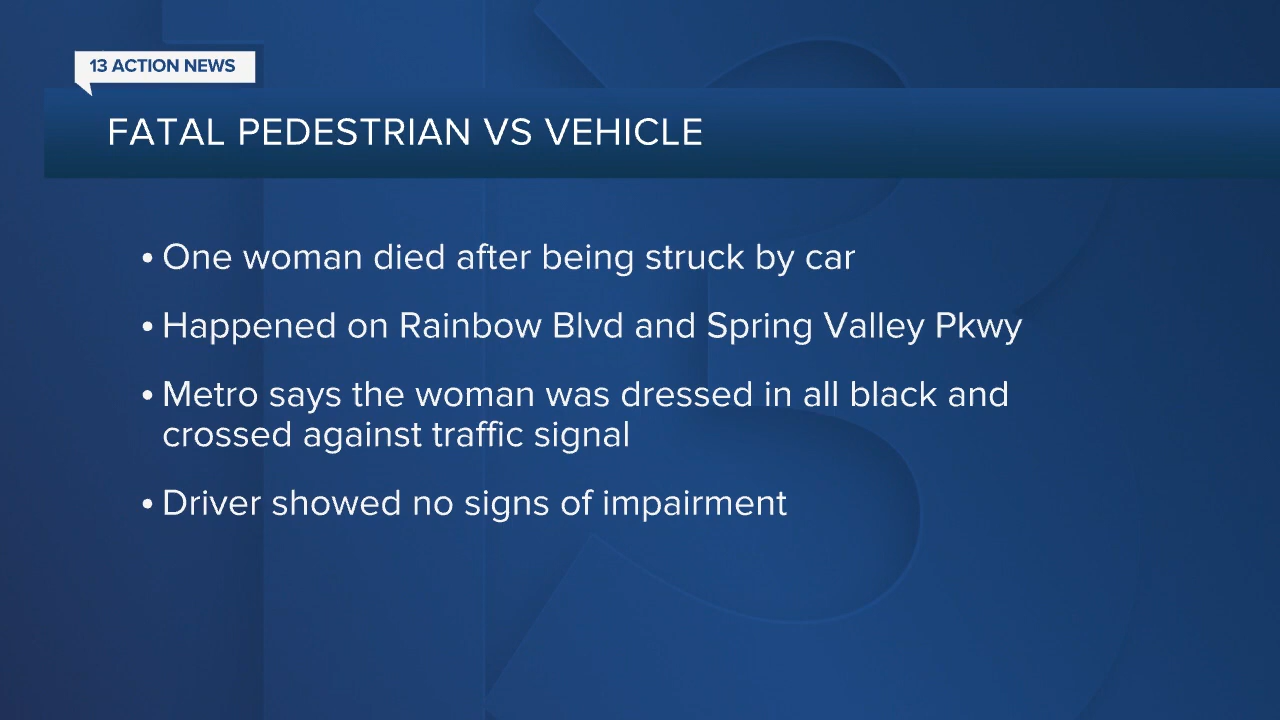 13 ACTION NEWS
FATAL PEDESTRIAN VS VEHICLE
• One woman died after being struck by car
• Happened on Rainbow Blvd and Spring Valley Pkwy
• Metro says the woman was dressed in all black and
crossed against traffic signal
• Driver showed no signs of impairment